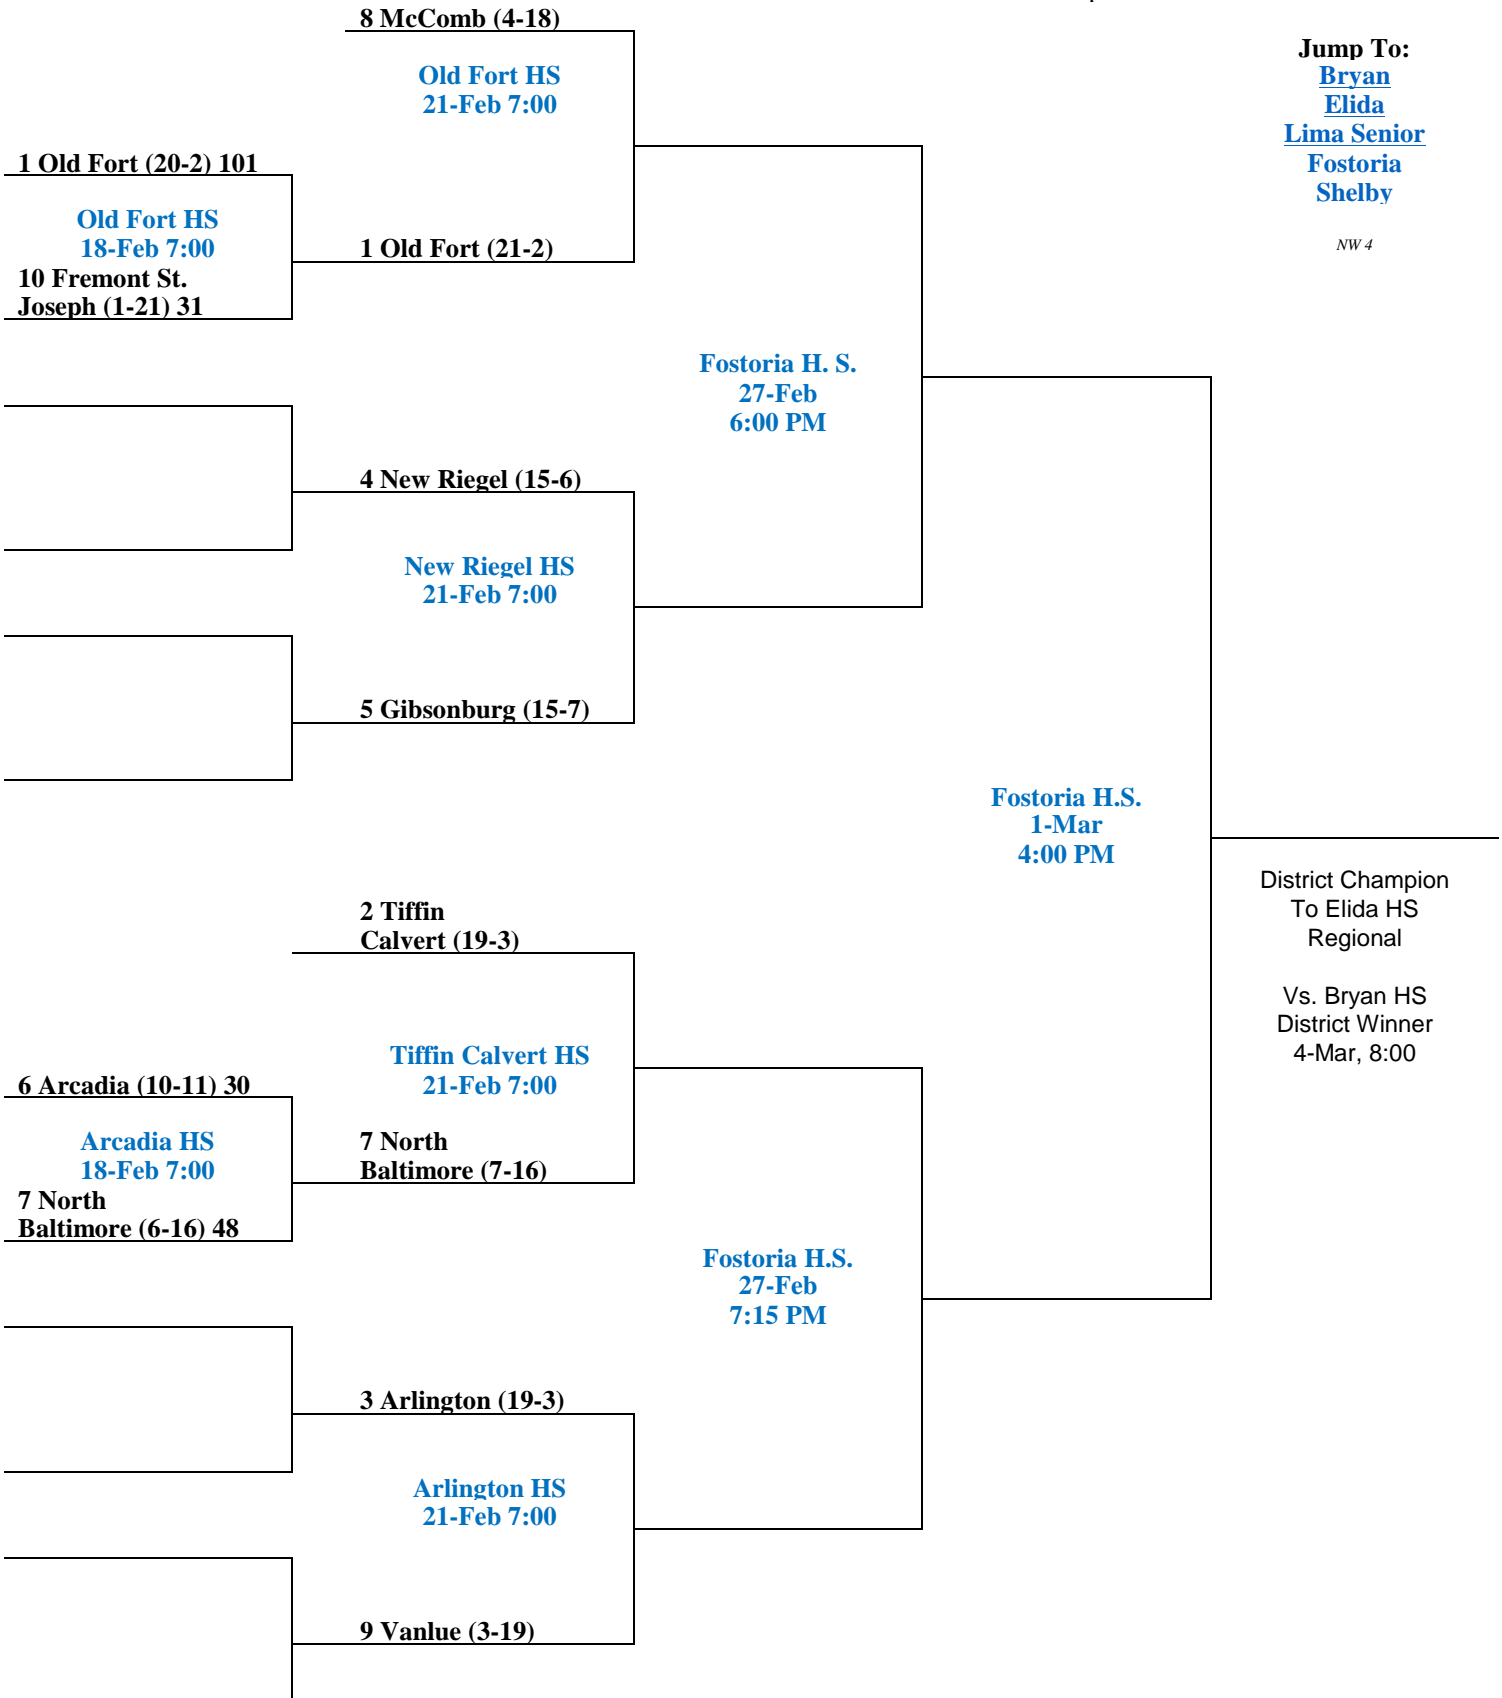 8 McComb (4-18)
Old Fort HS
21-Feb 7:00
Jump To:
Bryan
Elida
Lima Senior
Fostoria
Shelby
NW 4
1 Old Fort (20-2) 101
Old Fort HS
18-Feb 7:00
10 Fremont St.
Joseph (1-21) 31
1 Old Fort (21-2)
Fostoria H. S.
27-Feb
6:00 PM
4 New Riegel (15-6)
New Riegel HS
21-Feb 7:00
5 Gibsonburg (15-7)
Fostoria H.S.
1-Mar
4:00 PM
District Champion
To Elida HS
Regional
Vs. Bryan HS
District Winner
4-Mar, 8:00
2 Tiffin
Calvert (19-3)
Tiffin Calvert HS
21-Feb 7:00
6 Arcadia (10-11) 30
Arcadia HS
18-Feb 7:00
7 North
Baltimore (6-16) 48
7 North
Baltimore (7-16)
Fostoria H.S.
27-Feb
7:15 PM
3 Arlington (19-3)
Arlington HS
21-Feb 7:00
9 Vanlue (3-19)